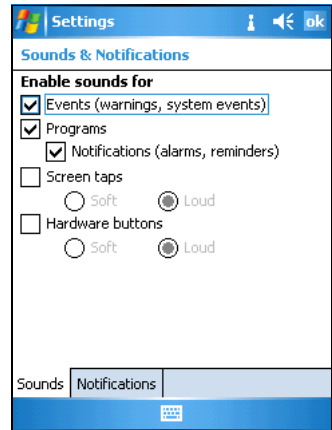 Settings
ok
Sounds & Notifications
Enable sounds for
Events (warnings, system events)
Programs
Notifications (alarms, reminders)
Screen taps
Soft Loud
Hardware buttons
Soft Loud
Sounds Notifications